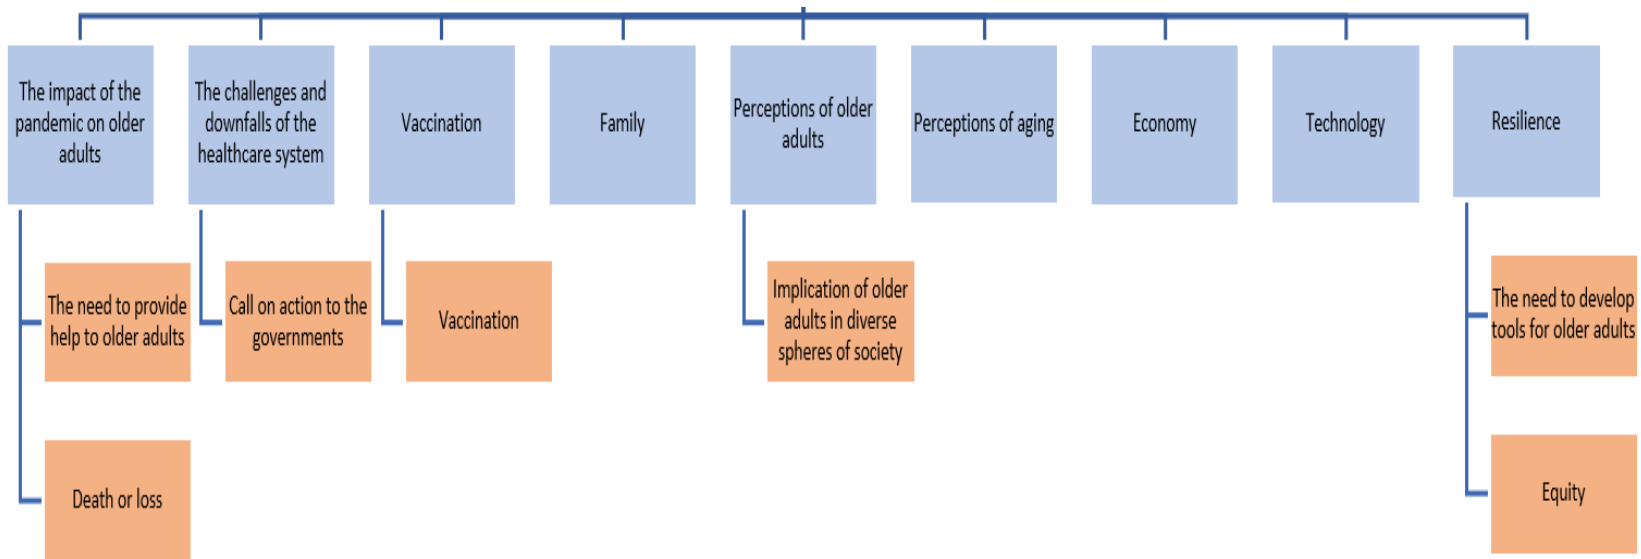 The impact of the
pandemic on older
adults
The challenges and
downfalls of the
healthcare system
Vaccination
Family
Perceptions of older
adults
Perceptions of aging
Economy
Technology
Resilience
The need to provide
help to older adults
Call on action to the
governments
Vaccination
Implication of older
adults in diverse
spheres of society
The need to develop
tools for older adults
Death or loss
Equity